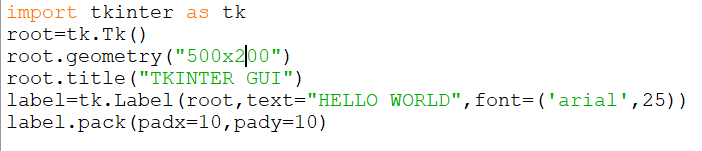 import tkinter as tk
root=tk.Tk()
root.geometry("500x200")
root.title("TKINTER GUI")
label=tk.Label(root,text="HELLO WORLD",font=('arial',25))
label.pack(padx=10,pady=10)